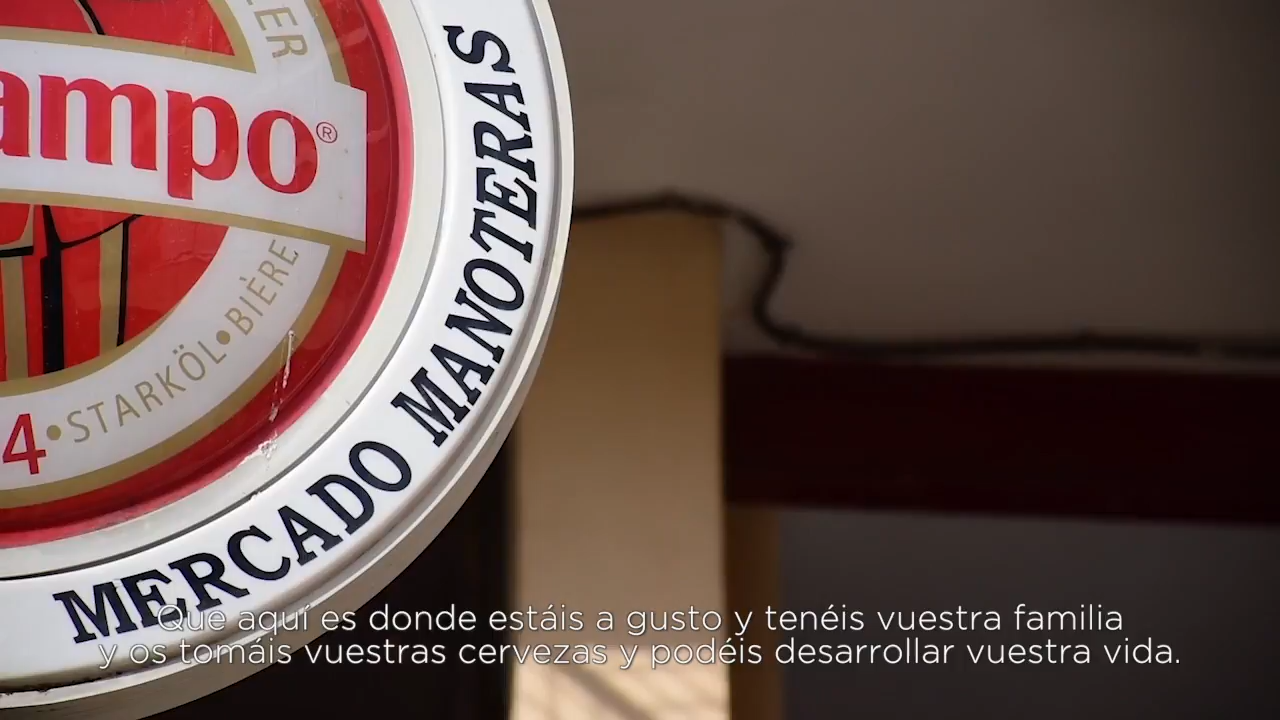 LER
ampo®
4•STARKÖL•BIÈRE
MERCADO MANOTERAS
Que aquí es donde estáis a gusto y tenéis vuestra familia
y os tomáis vuestras cervezas y podéis desarrollar vuestra vida.